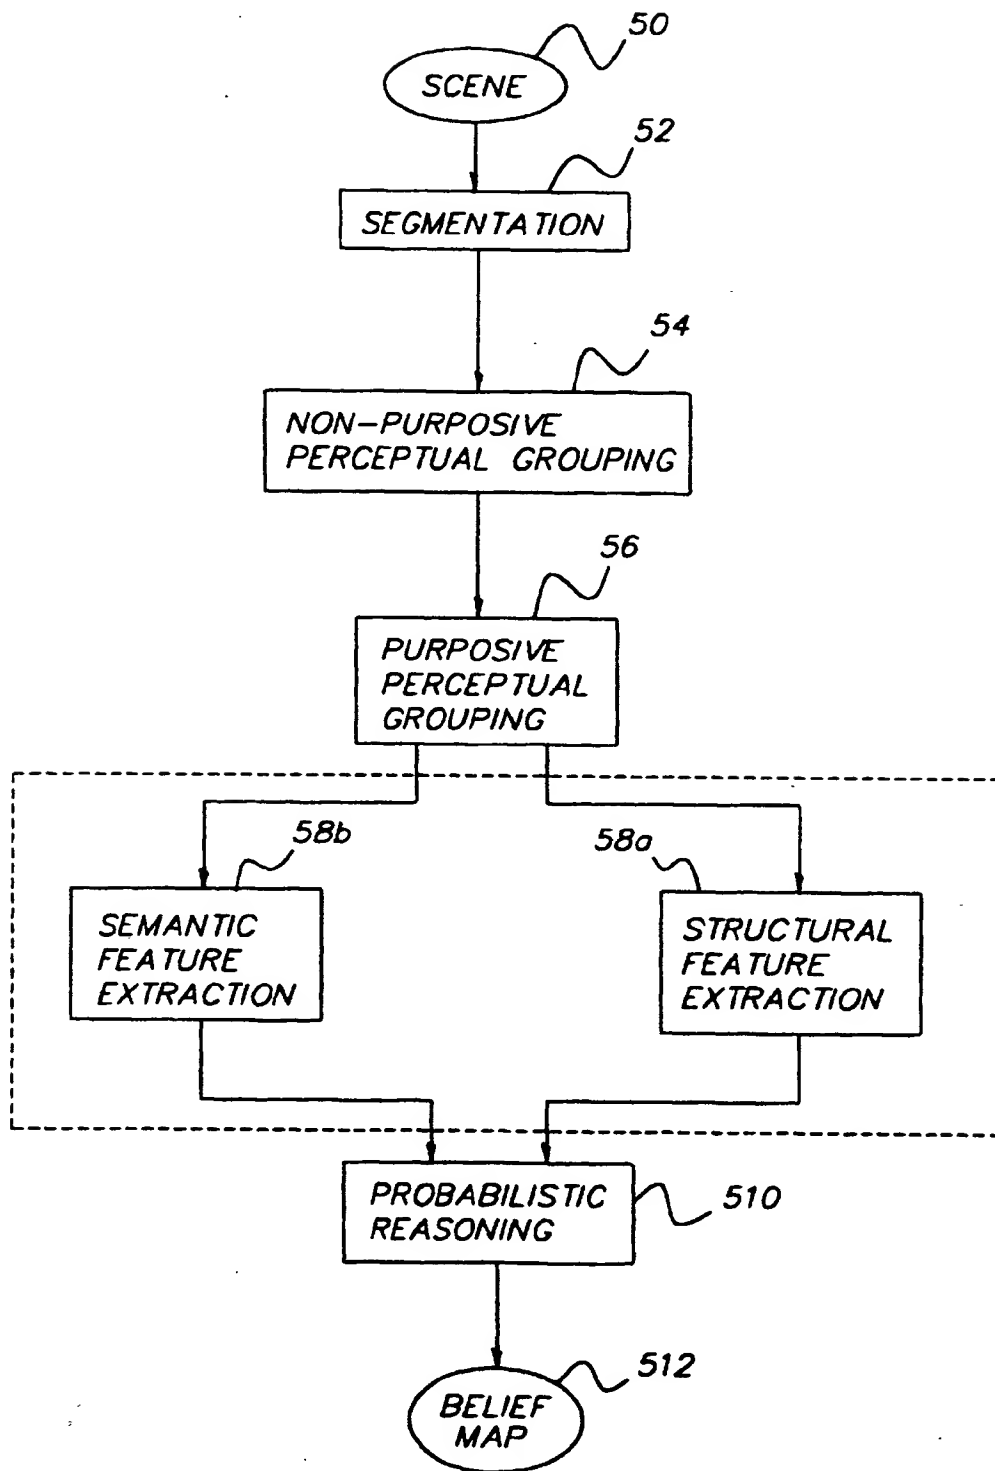 50
SCENE
52
SEGMENTATION
54
NON-PURPOSIVE
PERCEPTUAL GROUPING
56
PURPOSIVE
PERCEPTUAL
GROUPING
58b
58a
SEMANTIC
FEATURE
EXTRACTION
STRUCTURAL
FEATURE
EXTRACTION
PROBABILISTIC
REASONING
510
512
BELIEF
MAP